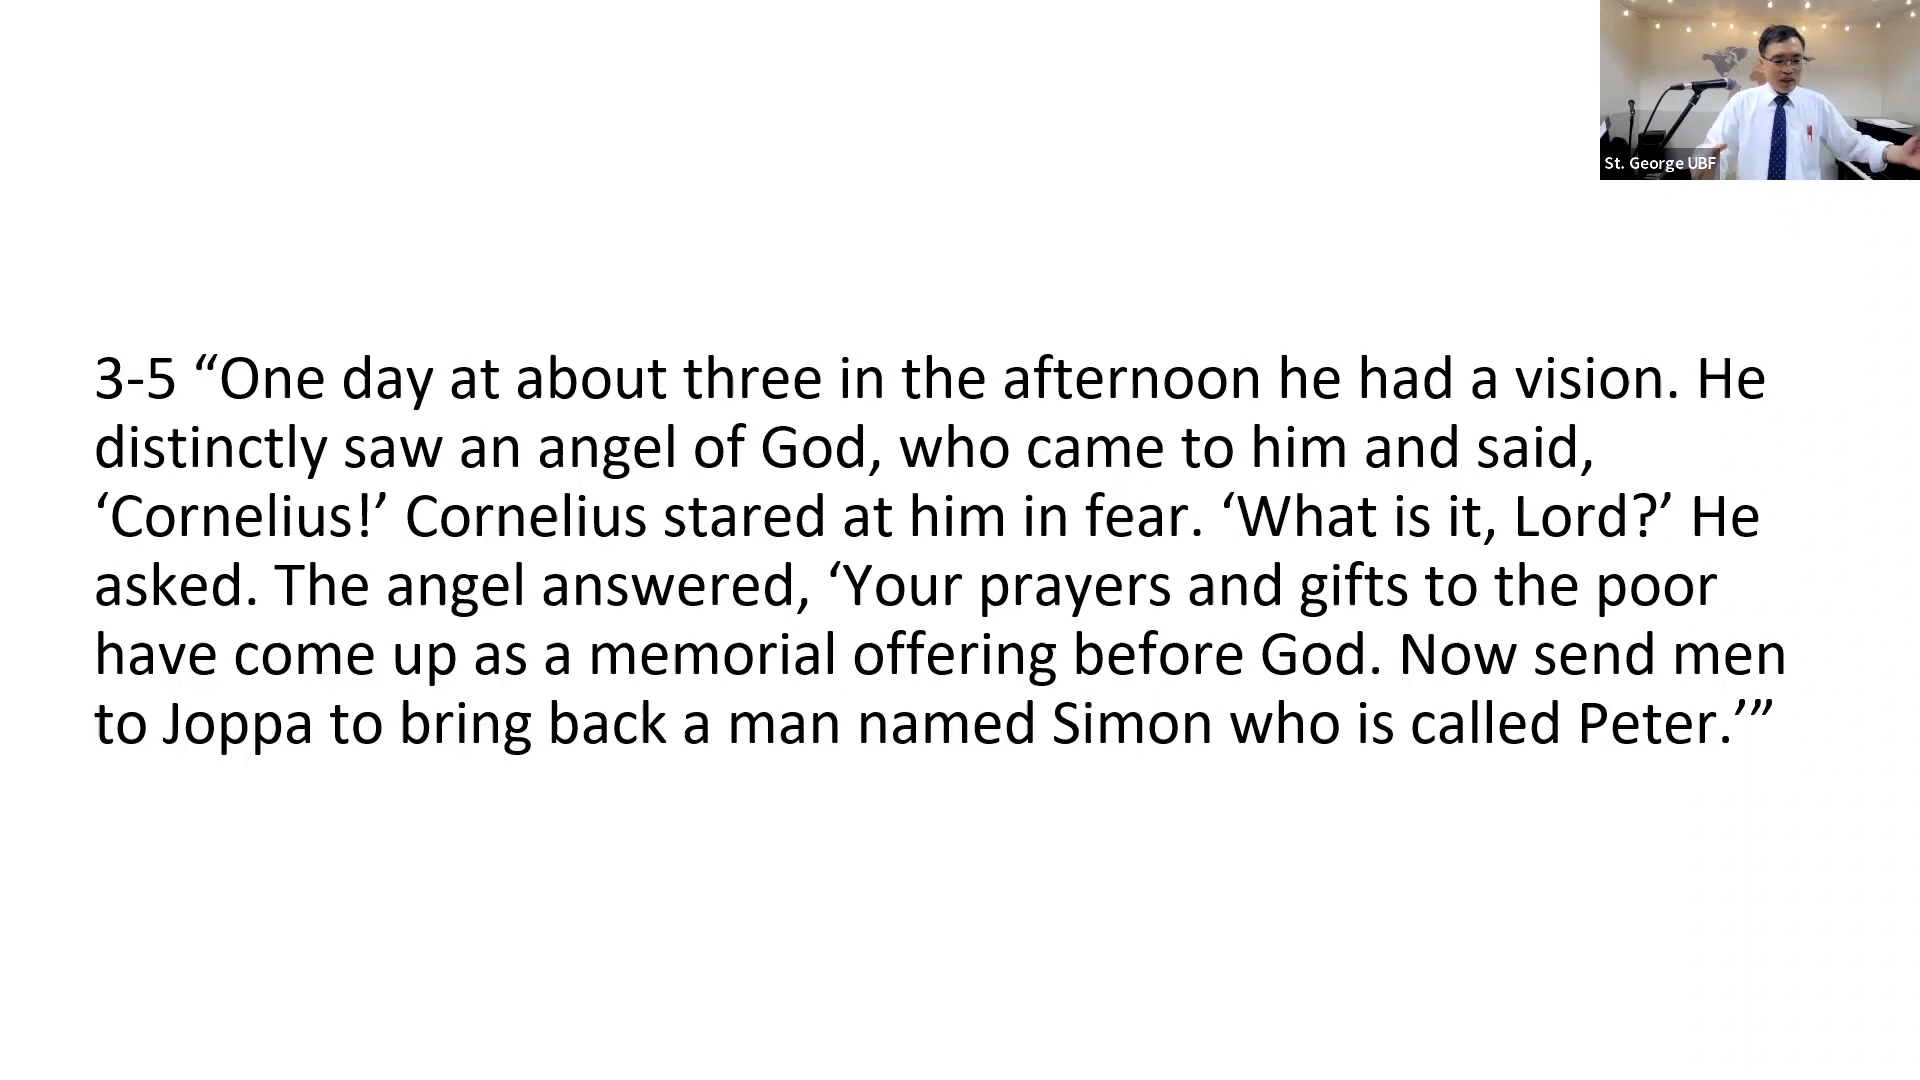 St. George UBF
3-5 “One day at about three in the afternoon he had a vision. He
distinctly saw an angel of God, who came to him and said,
‘Cornelius!’ Cornelius stared at him in fear. ‘What is it, Lord?’ He
asked. The angel answered, ‘Your prayers and gifts to the poor
have come up as a memorial offering before God. Now send men
to Joppa to bring back a man named Simon who is called Peter.’”